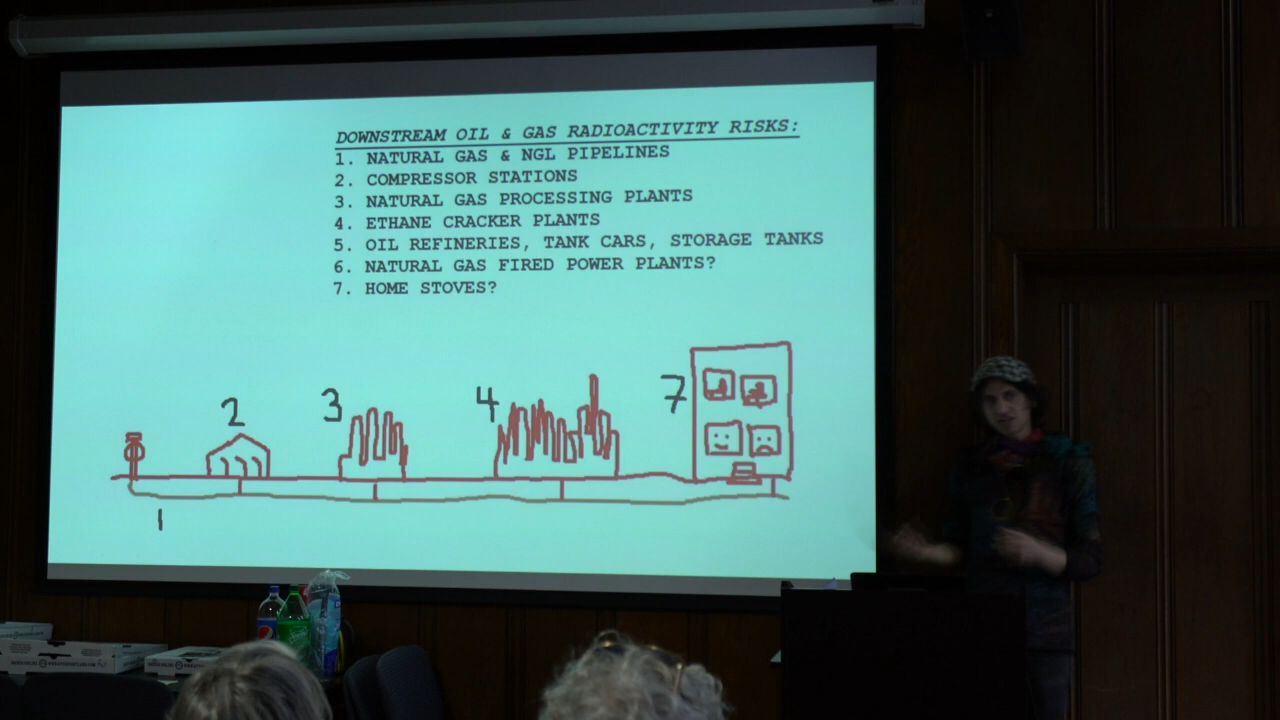 DOWNSTREAM OIL & GAS RADIOACTIVITY RISKS:
1. NATURAL GAS & NGL PIPELINES
2. COMPRESSOR STATIONS
3. NATURAL GAS PROCESSING PLANTS
4. ETHANE CRACKER PLANTS
5. OIL REFINERIES, TANK CARS, STORAGE TANKS
6. NATURAL GAS FIRED POWER PLANTS?
7. HOME STOVES?
2
3
4
7
1